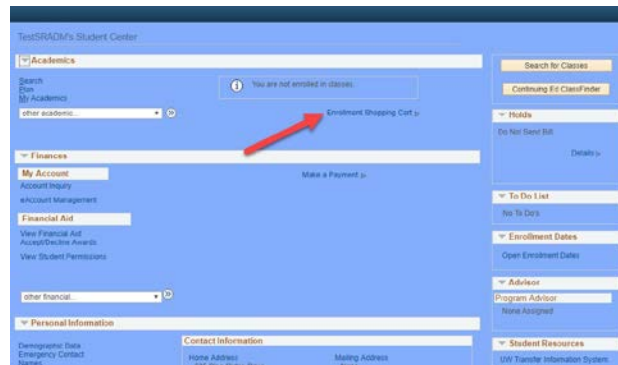 TestSRADM's Student Center
Academics
Search
Plan
My Academics
other academic...
You are not enrolled in classes.
Enrollment Shopping Cart
Finances
My Account
Account Inquiry
eAccount Management
Financial Aid
View Financial Aid
Accept/Decline Awards
View Student Permissions
Make a Payment
other financial...
Personal Information
Demographic Data
Emergency Contact
Names
Contact Information
Home Address
Mailing Address
Search for Classes
Continuing Ed ClassFinder
Holds
Do Not Send Bill
Details
To Do List
No To Do's
Enrollment Dates
Open Enrollment Dates
Advisor
Program Advisor
None Assigned
Student Resources
UW Transfer Information System